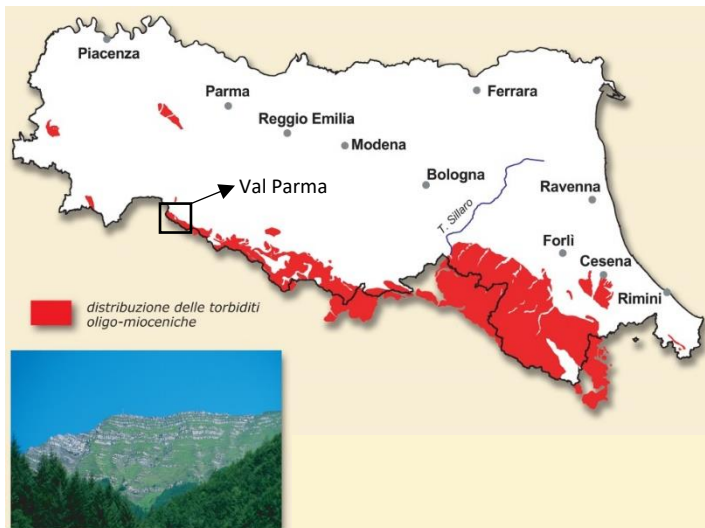 Piacenza
Parma
Ferrara
Reggio Emilia
Modena
Val Parma
Bologna
T. Sillaro
Ravenna
Forlì
Cesena
Rimini
distribuzione delle torbiditi
oligo-mioceniche